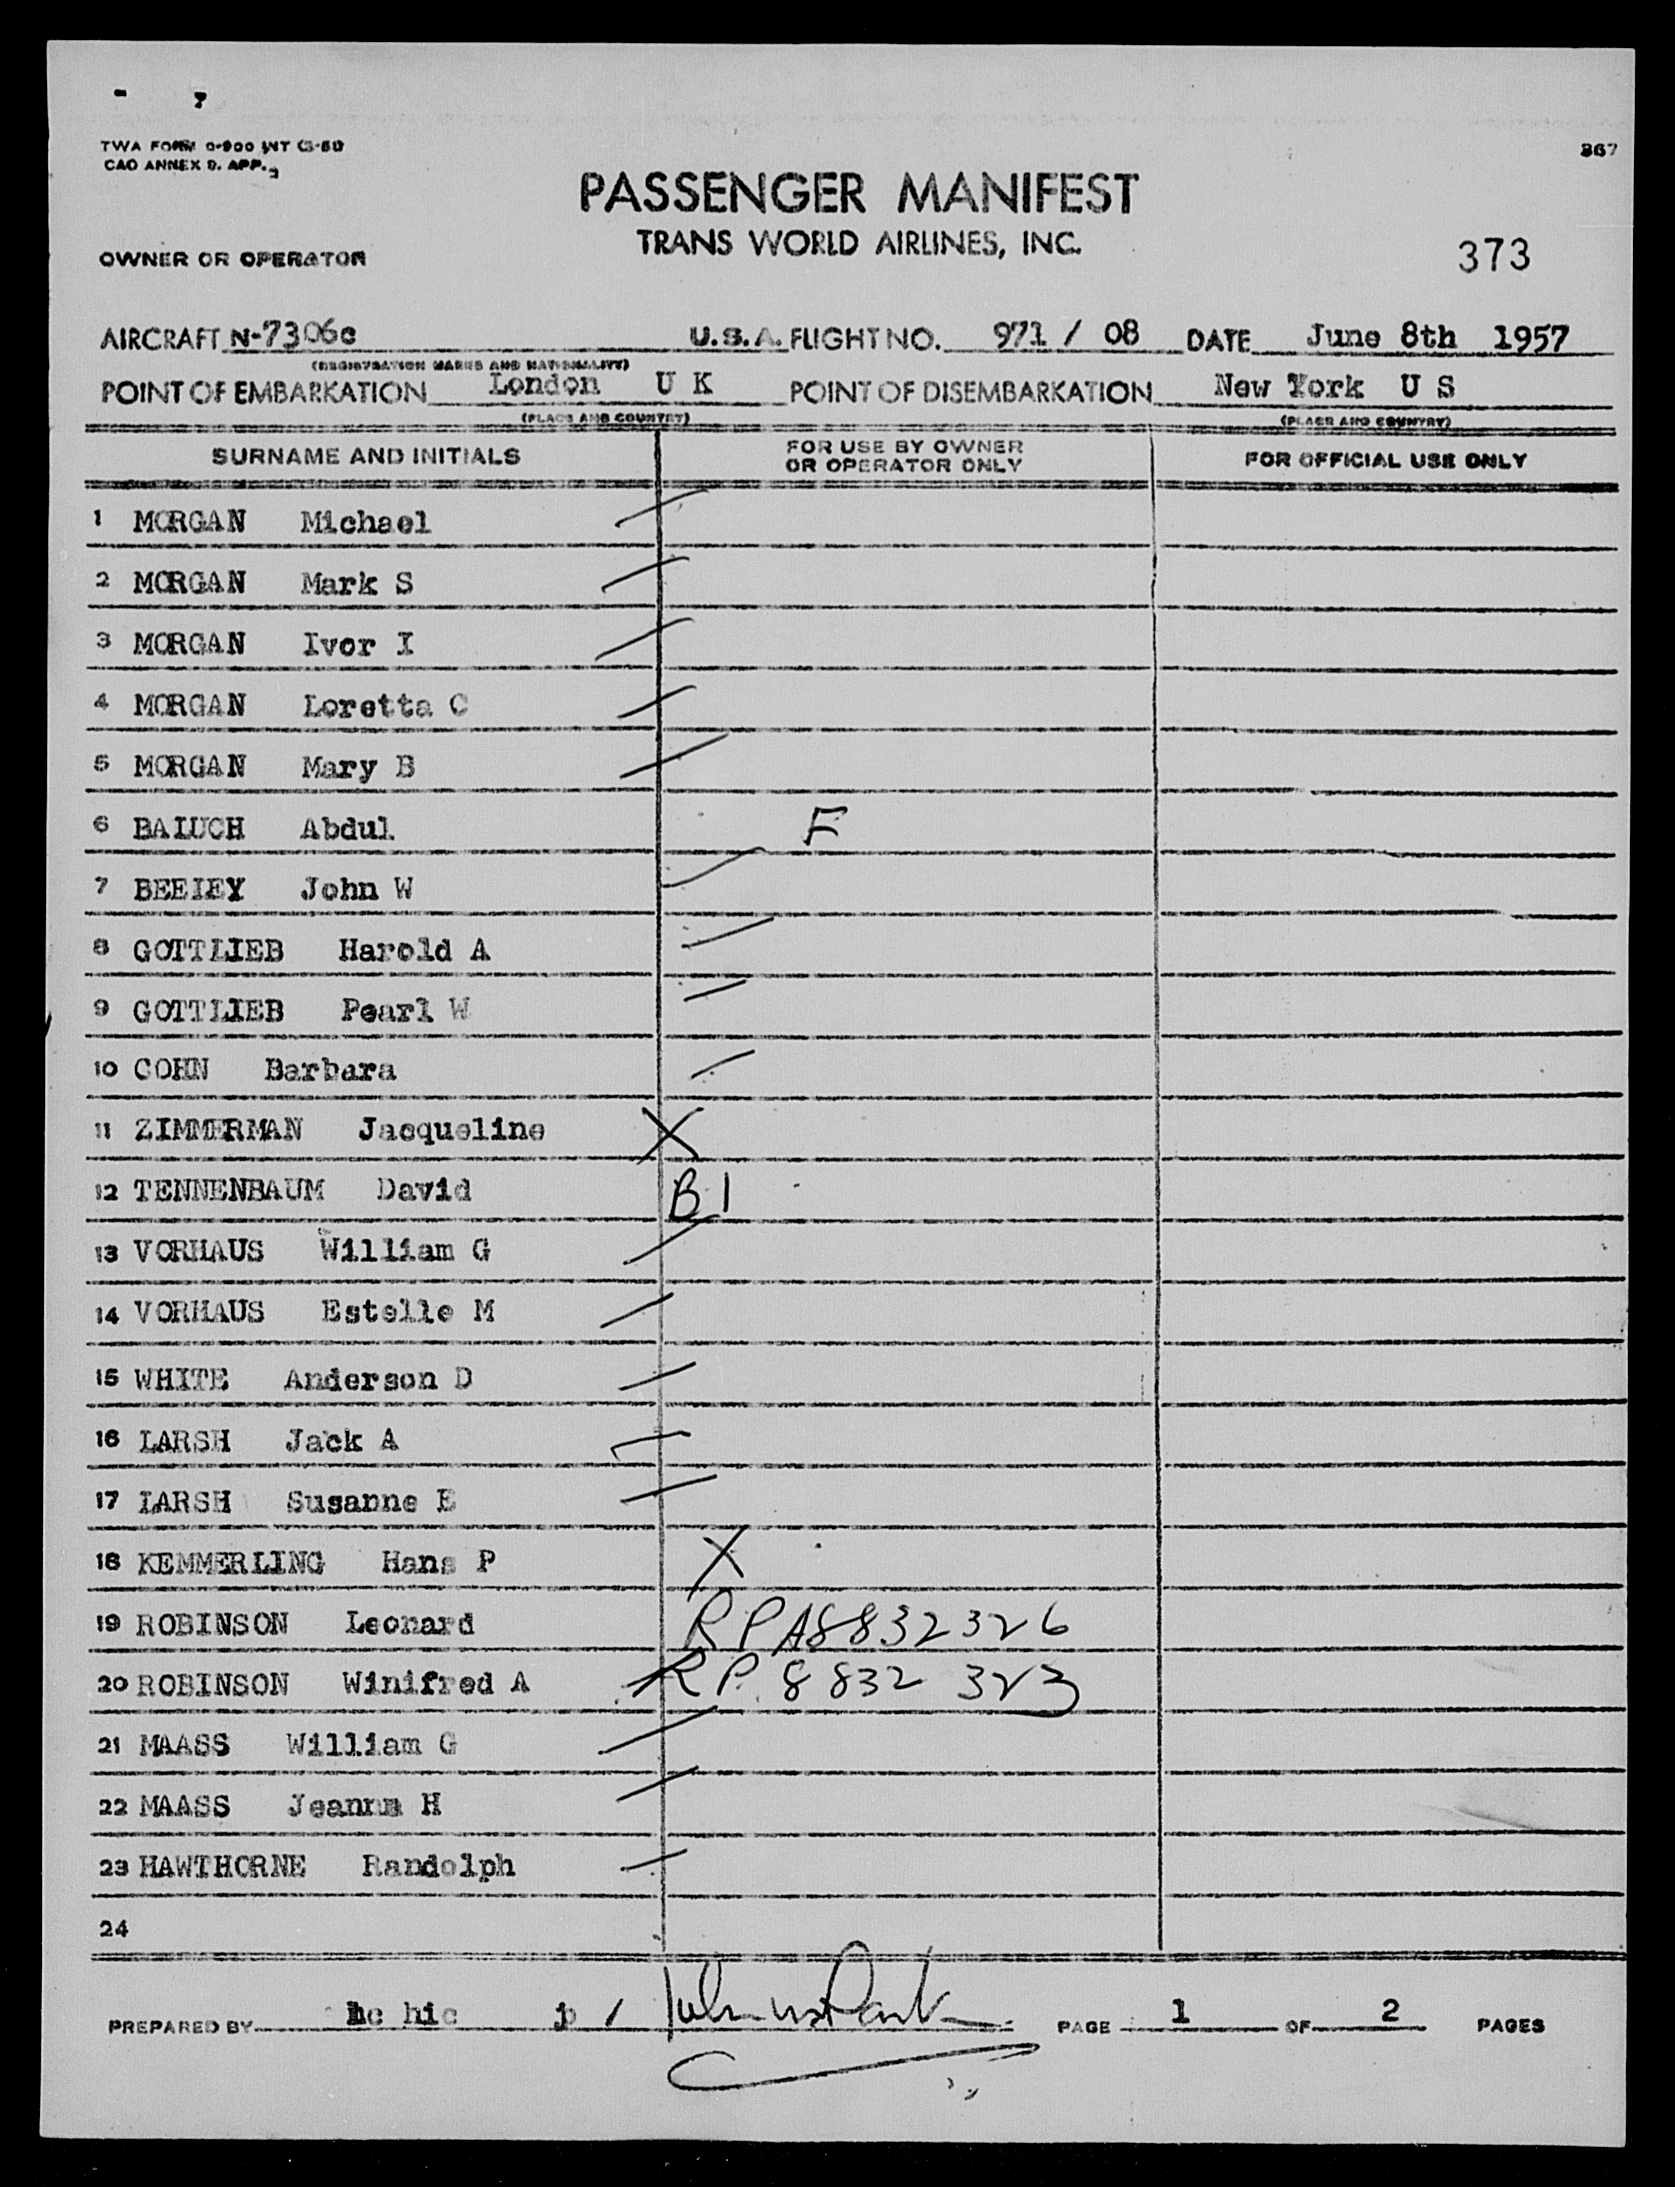 TWA FORM 0-900 INT
CAO ANNEX 9. APP. 2
367
PASSENGER MANIFEST
TRANS WORLD AIRLINES, INC.
OWNER OR OPERATOR
373
AIRCRAFT N-7306c U.S.A. FLIGHT NO. 971 / 08 DATE June 8th 1957
(REGISTRATION MARKS AND NATIONALITY)
POINT OF EMBARKATION London U K POINT OF DISEMBARKATION New York U S
(PLACE AND COUNTRY) (PLACE AND COUNTRY)
SURNAME AND INITIALS
FOR USE BY OWNER
OR OPERATOR ONLY
FOR OFFICIAL USE ONLY
1 MORGAN Michael
2 MORGAN Mark S
3 MORGAN Ivor I
4 MORGAN Loretta C
5 MORGAN Mary B
6 BALUCH Abdul F
7 BEELEY John W
8 GOTTLIEB Harold A
9 GOTTLIEB Pearl W
10 COHN Barbara
11 ZIMMERMAN Jacqueline X
12 TENNENBAUM David B1
13 VORHAUS William G
14 VORHAUS Estelle M
15 WHITE Anderson D
16 LARSH Jack A
17 LARSH Susanne E
18 KEMMERLING Hans P X
19 ROBINSON Leonard RPA8832326
20 ROBINSON Winifred A RP 8832 323
21 MAASS William G
22 MAASS Jeanne H
23 HAWTHORNE Randolph
24
PREPARED BY hc hic jp / PAGE 1 OF 2 PAGES